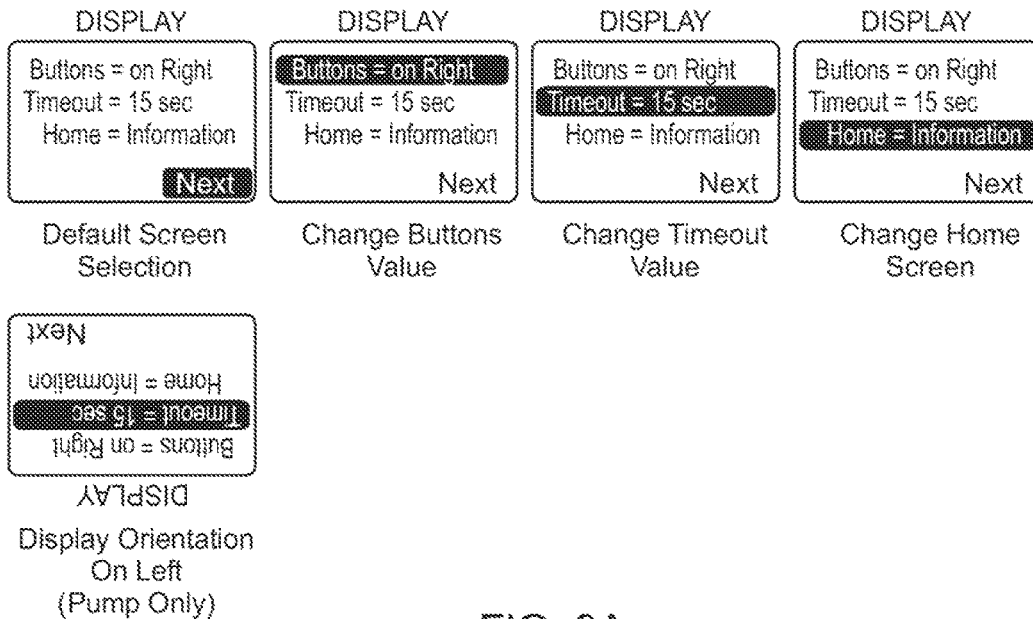 DISPLAY
Buttons = on Right
Timeout = 15 sec
Home = Information
Next
Default Screen
Selection
DISPLAY
Buttons = on Right
Timeout = 15 sec
Home = Information
Next
Change Buttons
Value
DISPLAY
Buttons = on Right
Timeout = 15 sec
Home = Information
Next
Change Timeout
Value
DISPLAY
Buttons = on Right
Timeout = 15 sec
Home = Information
Next
Change Home
Screen
DISPLAY
Buttons = on Right
Timeout = 15 sec
Home = Information
Next
Display Orientation
On Left
(Pump Only)